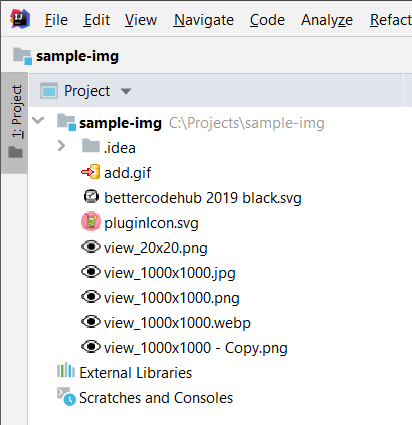 IJ File Edit View Navigate Code Analyze Refact
sample-img
1: Project
Project
sample-img C:\Projects\sample-img
.idea
add.gif
bettercodehub 2019 black.svg
pluginIcon.svg
view_20x20.png
view_1000x1000.jpg
view_1000x1000.png
view_1000x1000.webp
view_1000x1000 - Copy.png
External Libraries
Scratches and Consoles